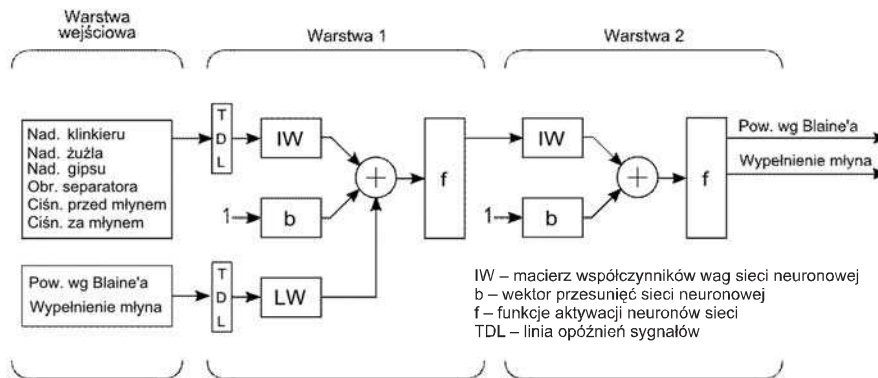 Warstwa
wejściowa
Warstwa 1
Warstwa 2
Nad. klinkieru
Nad. żużla
Nad. gipsu
Obr. separatora
Ciśn. przed młynem
Ciśn. za młynem
T
D
L
IW
1
b
f
IW
1
b
f
Pow. wg Blaine'a
Wypełnienie młyna
Pow. wg Blaine'a
Wypełnienie młyna
T
D
L
LW
IW – macierz współczynników wag sieci neuronowej
b – wektor przesunięć sieci neuronowej
f – funkcje aktywacji neuronów sieci
TDL – linia opóźnień sygnałów